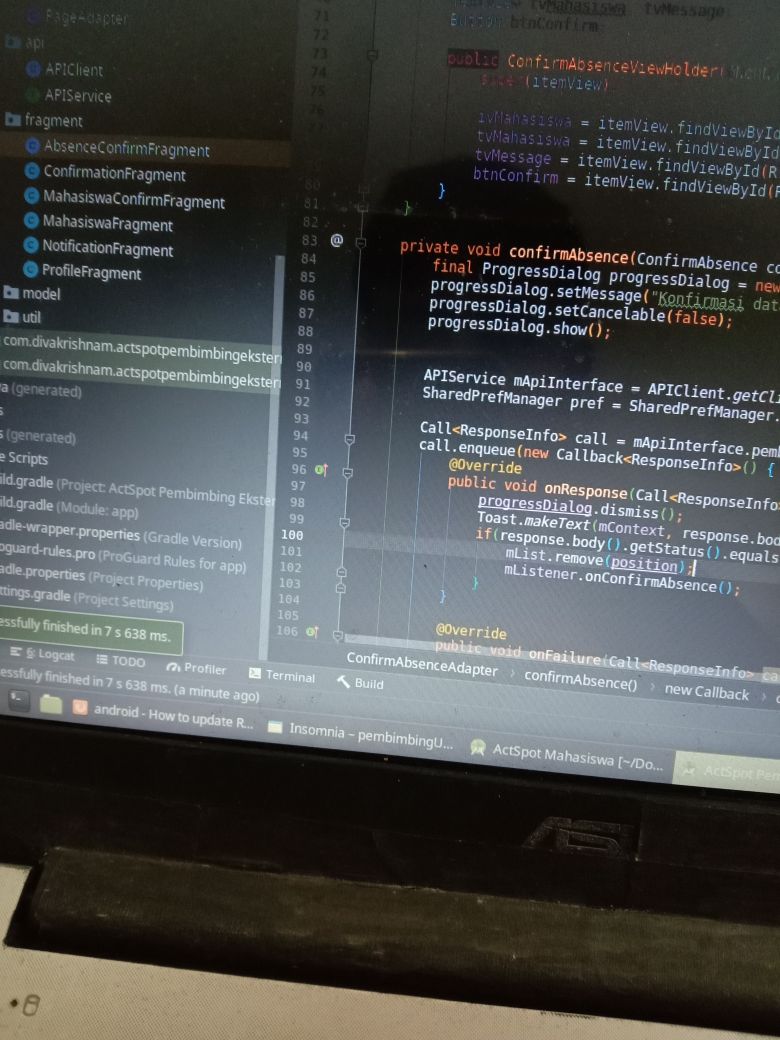 PageAdapter
api
APIClient
APIService
fragment
AbsenceConfirmFragment
ConfirmationFragment
MahasiswaConfirmFragment
MahasiswaFragment
NotificationFragment
ProfileFragment
model
util
com.divakrishnam.actspotpembimbingekstern
com.divakrishnam.actspotpembimbingekstern
a (generated)
s
s (generated)
e Scripts
ild.gradle (Project: ActSpot Pembimbing Ekster
ild.gradle (Module: app)
adle-wrapper.properties (Gradle Version)
oguard-rules.pro (ProGuard Rules for app)
adle.properties (Project Properties)
ttings.gradle (Project Settings)
essfully finished in 7 s 638 ms.
71 tvMahasiswa tvMessage
72 Button btnConfirm
73
74 public ConfirmAbsenceViewHolder(
75 super(itemView)
76
ivMahasiswa = itemView.findViewById
tvMahasiswa = itemView.findViewById
tvMessage = itemView.findViewById(R
btnConfirm = itemView.findViewById(R
80 }
81 }
82
83 @ private void confirmAbsence(ConfirmAbsence co
84 final ProgressDialog progressDialog = new
85 progressDialog.setMessage("Konfirmasi dat
86 progressDialog.setCancelable(false);
87 progressDialog.show();
88
89
90 APIService mApiInterface = APIClient.getCli
91 SharedPrefManager pref = SharedPrefManager.
92
93 Call<ResponseInfo> call = mApiInterface.pemb
94 call.enqueue(new Callback<ResponseInfo>() {
95 @Override
96 public void onResponse(Call<ResponseInfo
97 progressDialog.dismiss();
98 Toast.makeText(mContext, response.bod
99 if(response.body().getStatus().equals
100 mList.remove(position);
101 mListener.onConfirmAbsence();
102 }
103 }
104
105 @Override
106 public void onFailure(Call<ResponseInfo> ca
ConfirmAbsenceAdapter › confirmAbsence() › new Callback ›
6: Logcat TODO Profiler Terminal Build
essfully finished in 7 s 638 ms. (a minute ago)
android - How to update R... Insomnia – pembimbingU... ActSpot Mahasiswa [~/Do... ActSpot Pem